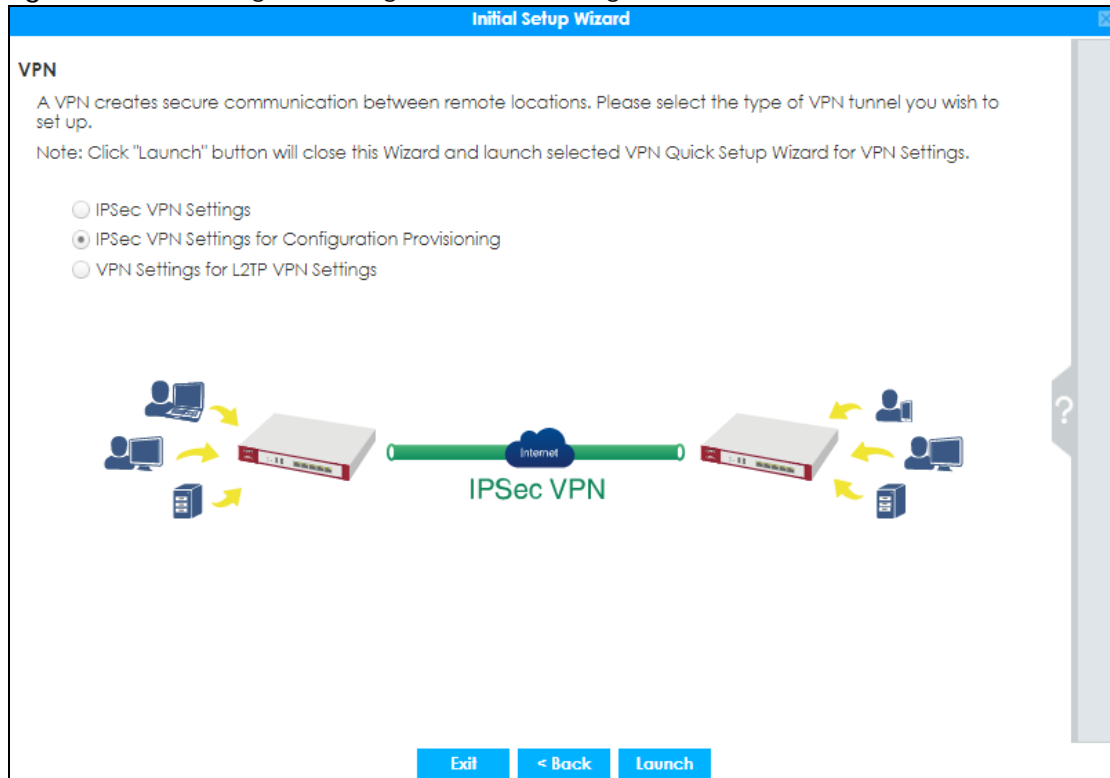 Initial Setup Wizard
VPN
A VPN creates secure communication between remote locations. Please select the type of VPN tunnel you wish to
set up.
Note: Click "Launch" button will close this Wizard and launch selected VPN Quick Setup Wizard for VPN Settings.
IPSec VPN Settings
IPSec VPN Settings for Configuration Provisioning
VPN Settings for L2TP VPN Settings
?
Internet
IPSec VPN
Exit
< Back
Launch